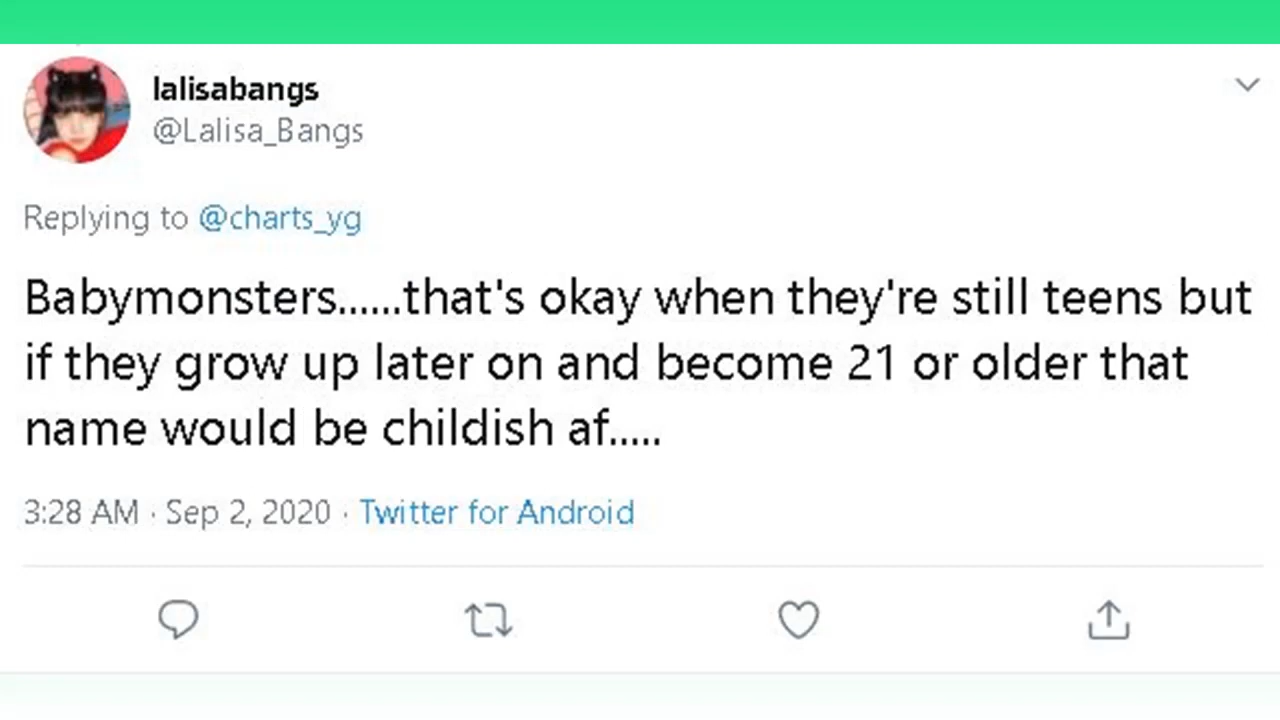 lalisabangs
@Lalisa_Bangs
Replying to @charts_yg
Babymonsters......that's okay when they're still teens but
if they grow up later on and become 21 or older that
name would be childish af.....
3:28 AM · Sep 2, 2020 · Twitter for Android